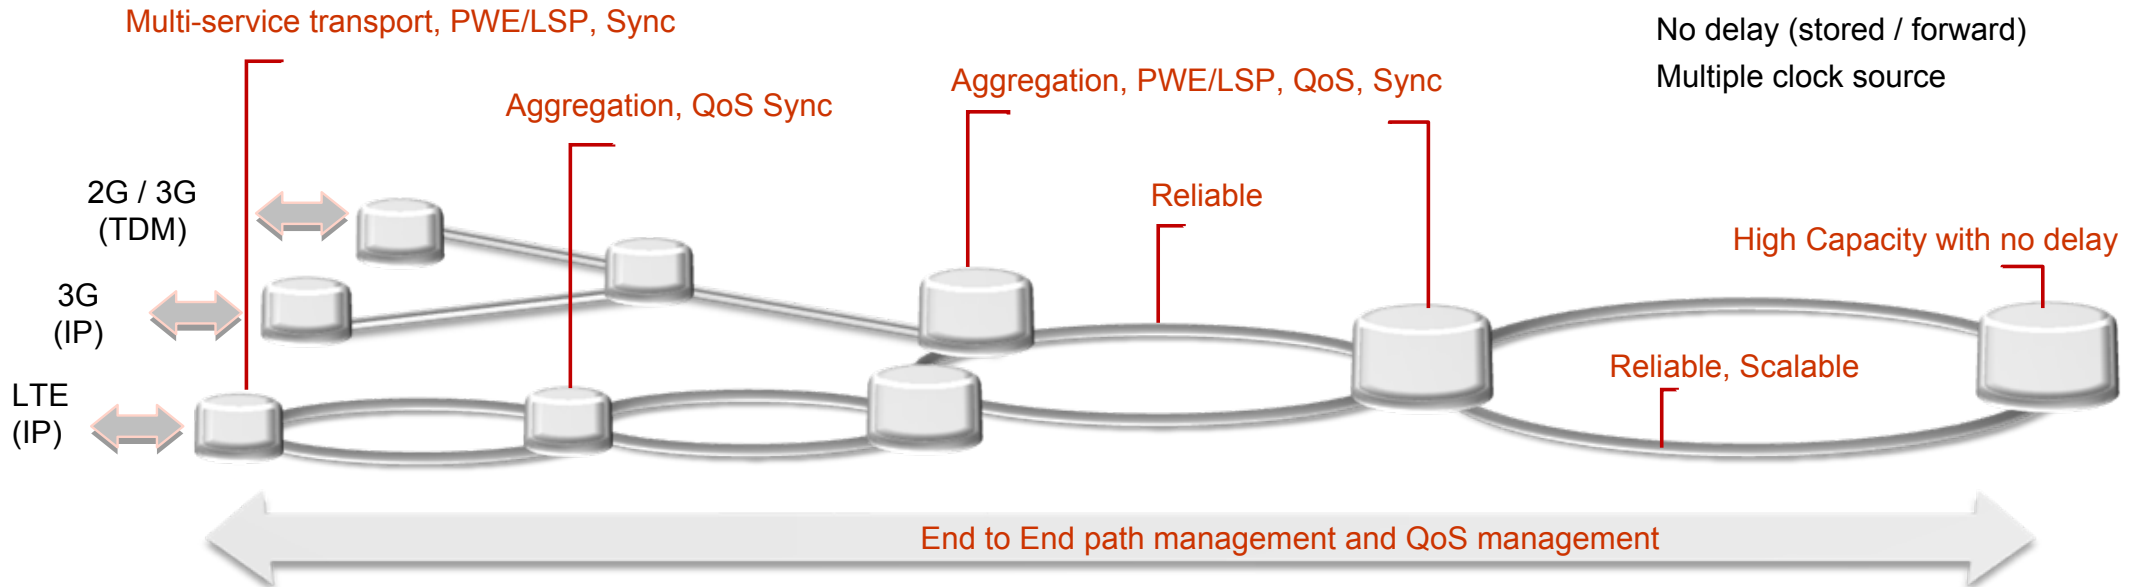 Multi-service transport, PWE/LSP, Sync
No delay (stored / forward)
Multiple clock source
Aggregation, PWE/LSP, QoS, Sync
Aggregation, QoS Sync
2G / 3G
(TDM)
Reliable
High Capacity with no delay
3G
(IP)
Reliable, Scalable
LTE
(IP)
End to End path management and QoS management